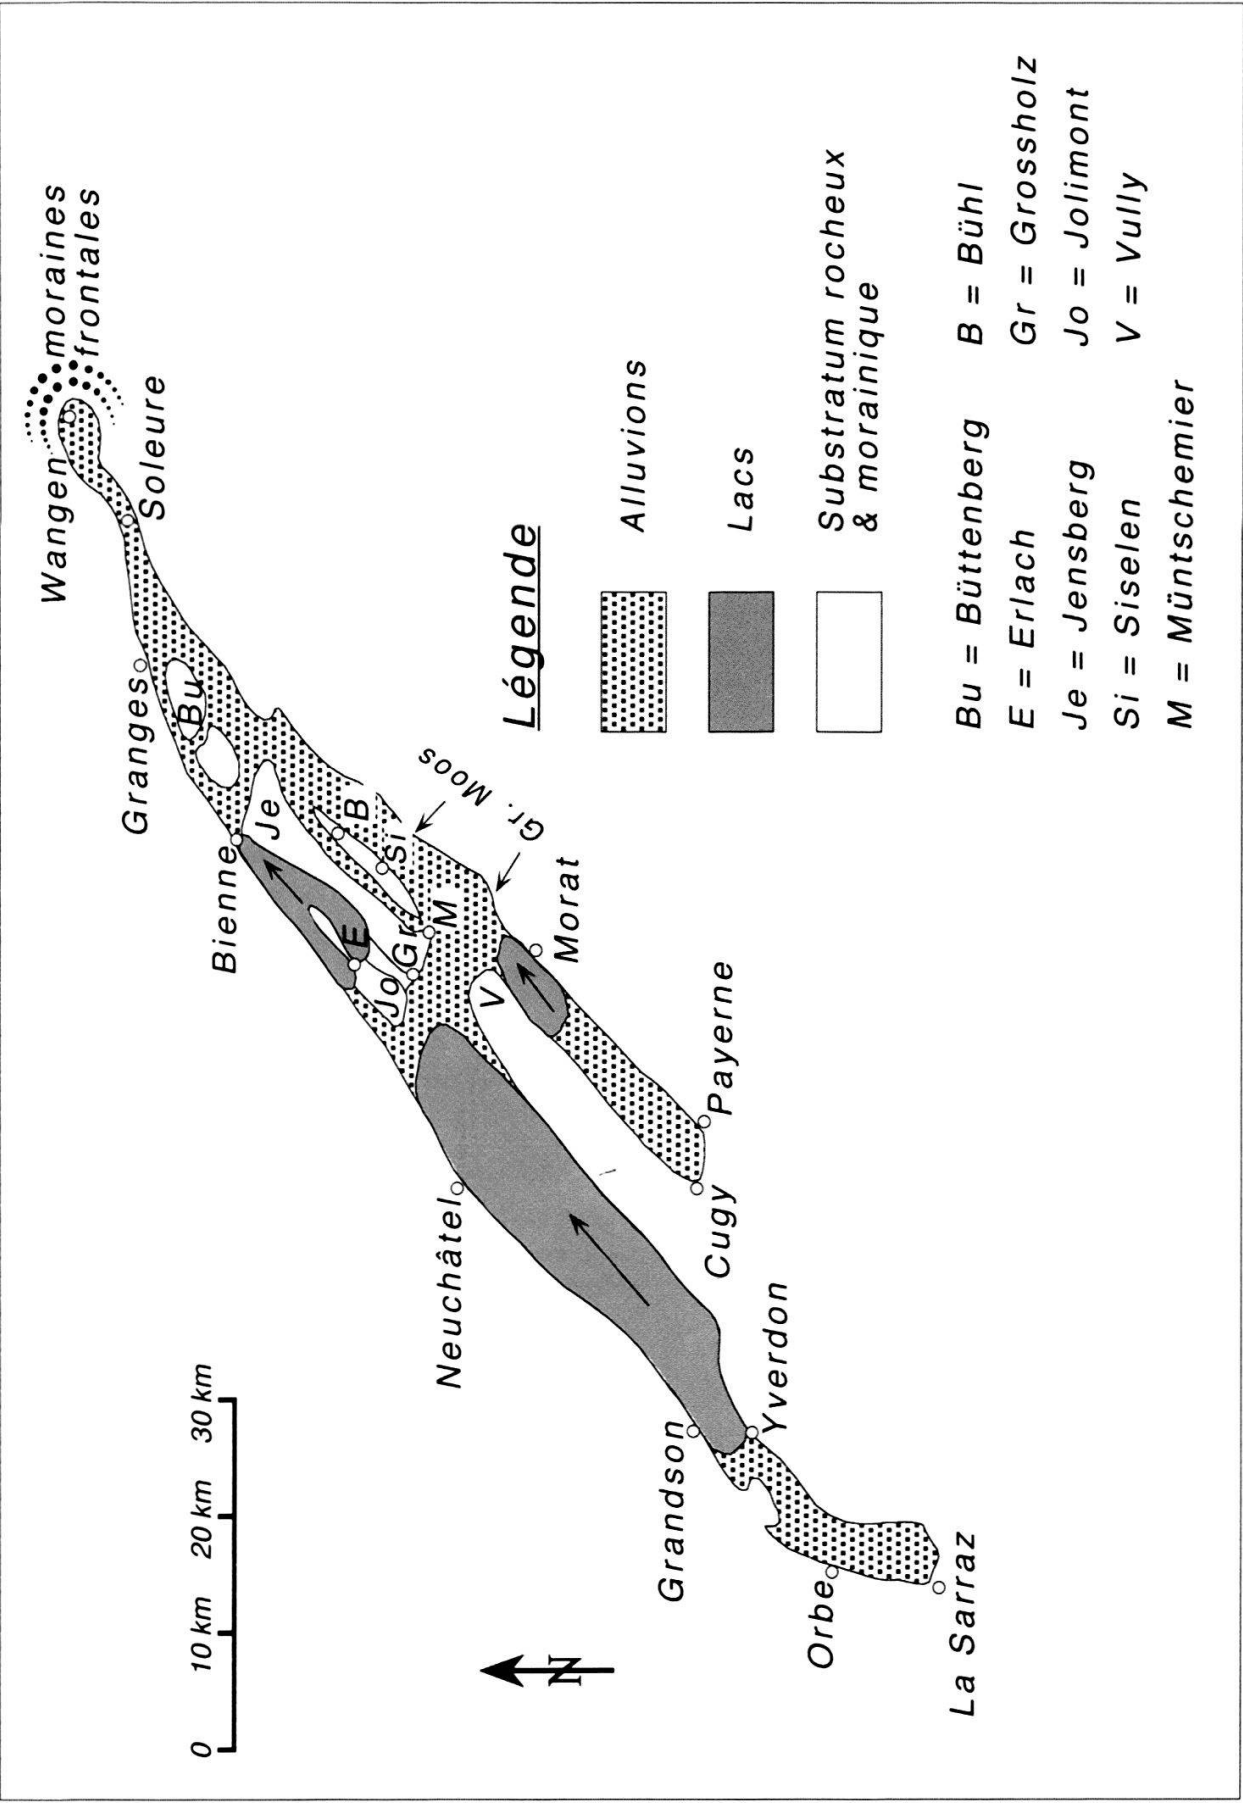 moraines
frontales
Wangen
Soleure
Granges
Bu
Bienne
Je
B
Si
Gr. Moos
E
Gr
M
Jo
V
Morat
Neuchâtel
Payerne
Cugy
Grandson
Yverdon
Orbe
La Sarraz
0 10 km 20 km 30 km
N
Légende
Alluvions
Lacs
Substratum rocheux
& morainique
Bu = Büttenberg B = Bühl
E = Erlach Gr = Grossholz
Je = Jensberg Jo = Jolimont
Si = Siselen V = Vully
M = Müntschemier